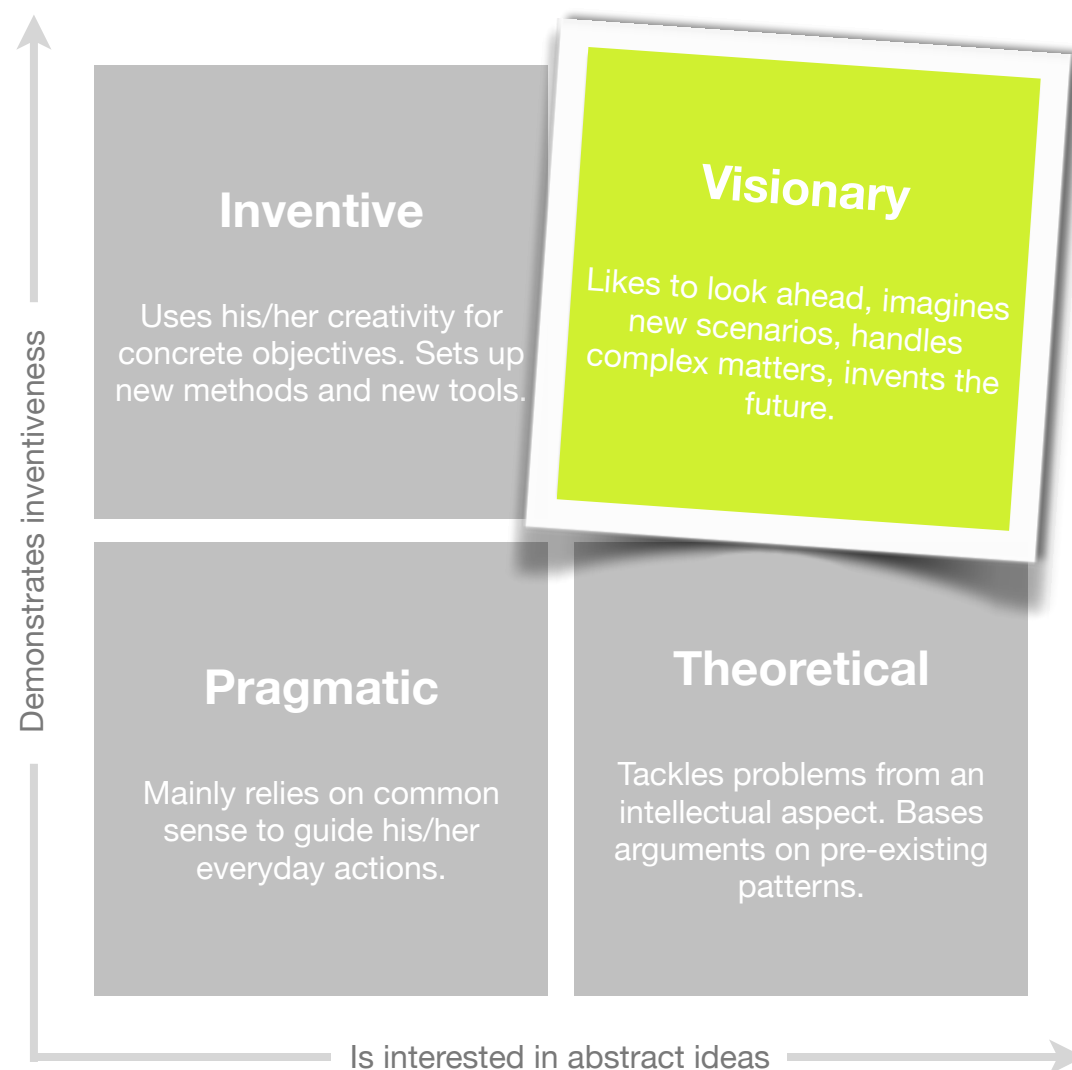 Demonstrates inventiveness
Inventive
Uses his/her creativity for
concrete objectives. Sets up
new methods and new tools.
Visionary
Likes to look ahead, imagines
new scenarios, handles
complex matters, invents the
future.
Pragmatic
Mainly relies on common
sense to guide his/her
everyday actions.
Theoretical
Tackles problems from an
intellectual aspect. Bases
arguments on pre-existing
patterns.
Is interested in abstract ideas